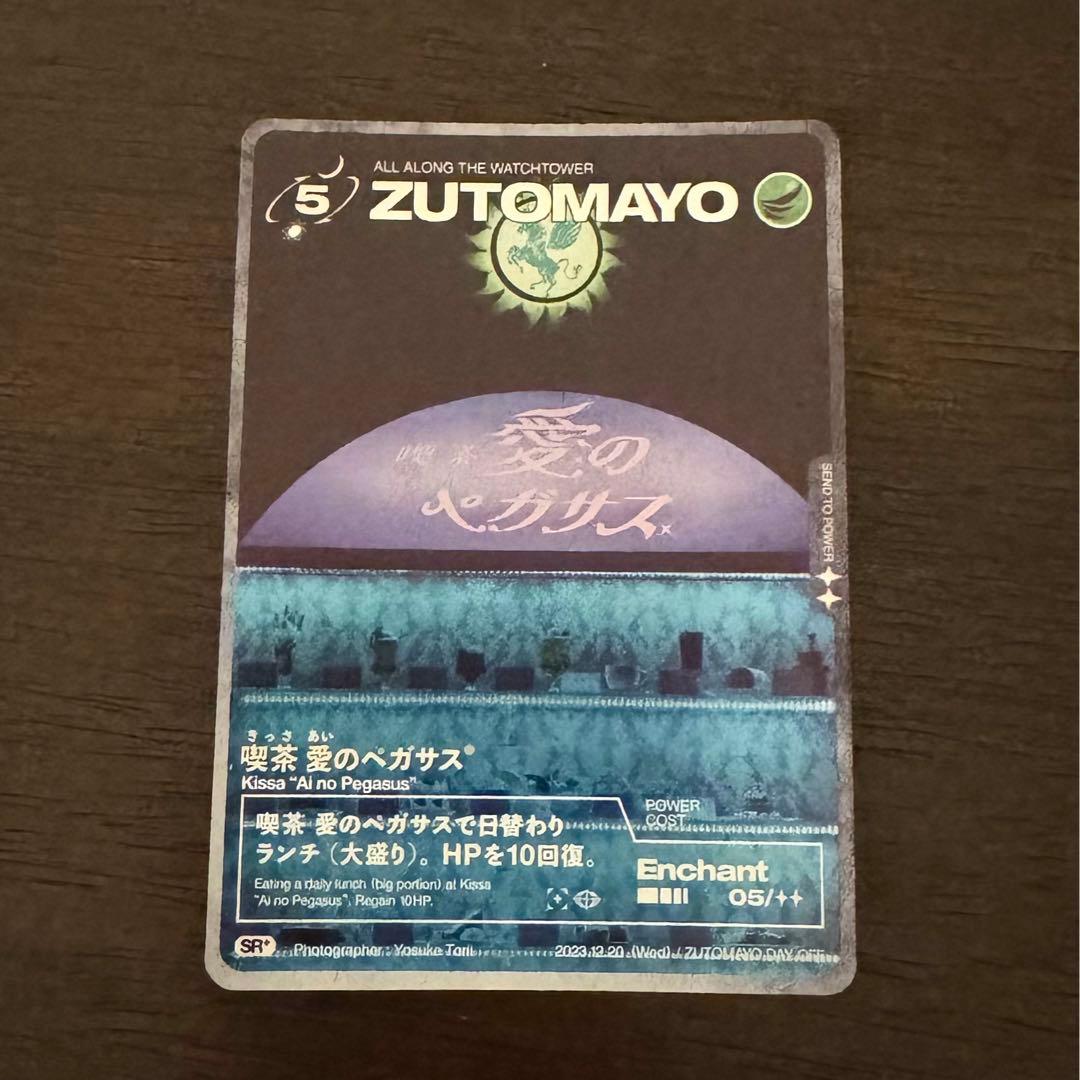 ALL ALONG THE WATCHTOWER
5
ZUTOMAYO
喫茶 愛の
ペガサス
SEND TO POWER
きっさ あい
喫茶 愛のペガサス
Kissa "Ai no Pegasus"
POWER
COST
喫茶 愛のペガサスで日替わり
ランチ（大盛り）。HPを10回復。
Enchant
05/
Eating a daily lunch (big portion) at Kissa
"Ai no Pegasus". Regain 10HP.
SR+
Photographer : Yosuke Torii
2023.12.20 (Wed) / ZUTOMAYO DAY ONE